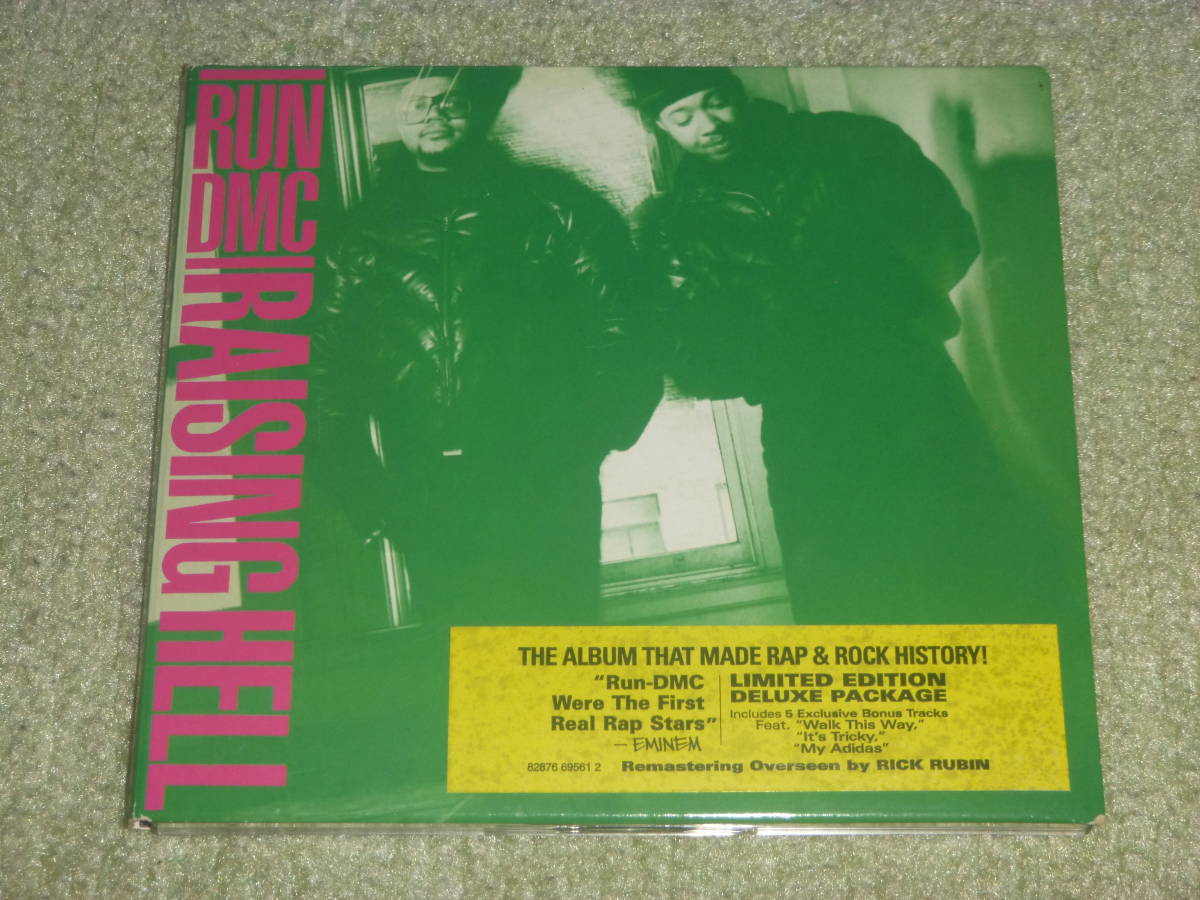 RUN
DMC
RAISING HELL
THE ALBUM THAT MADE RAP & ROCK HISTORY!
"Run-DMC
Were The First
Real Rap Stars"
– EMINEM
LIMITED EDITION
DELUXE PACKAGE
Includes 5 Exclusive Bonus Tracks
Feat. "Walk This Way,"
"It's Tricky,"
"My Adidas"
82876 69561 2 Remastering Overseen by RICK RUBIN